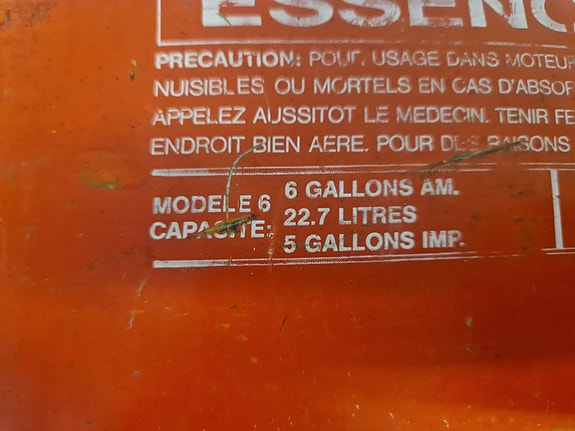 ESSENC
PRECAUTION: POUR USAGE DANS MOTEUR
NUISIBLES OU MORTELS EN CAS D'ABSOR
APPELEZ AUSSITOT LE MEDECIN. TENIR FE
ENDROIT BIEN AERE. POUR DES RAISONS
MODELE 6 6 GALLONS AM.
CAPASITE: 22.7 LITRES
5 GALLONS IMP.